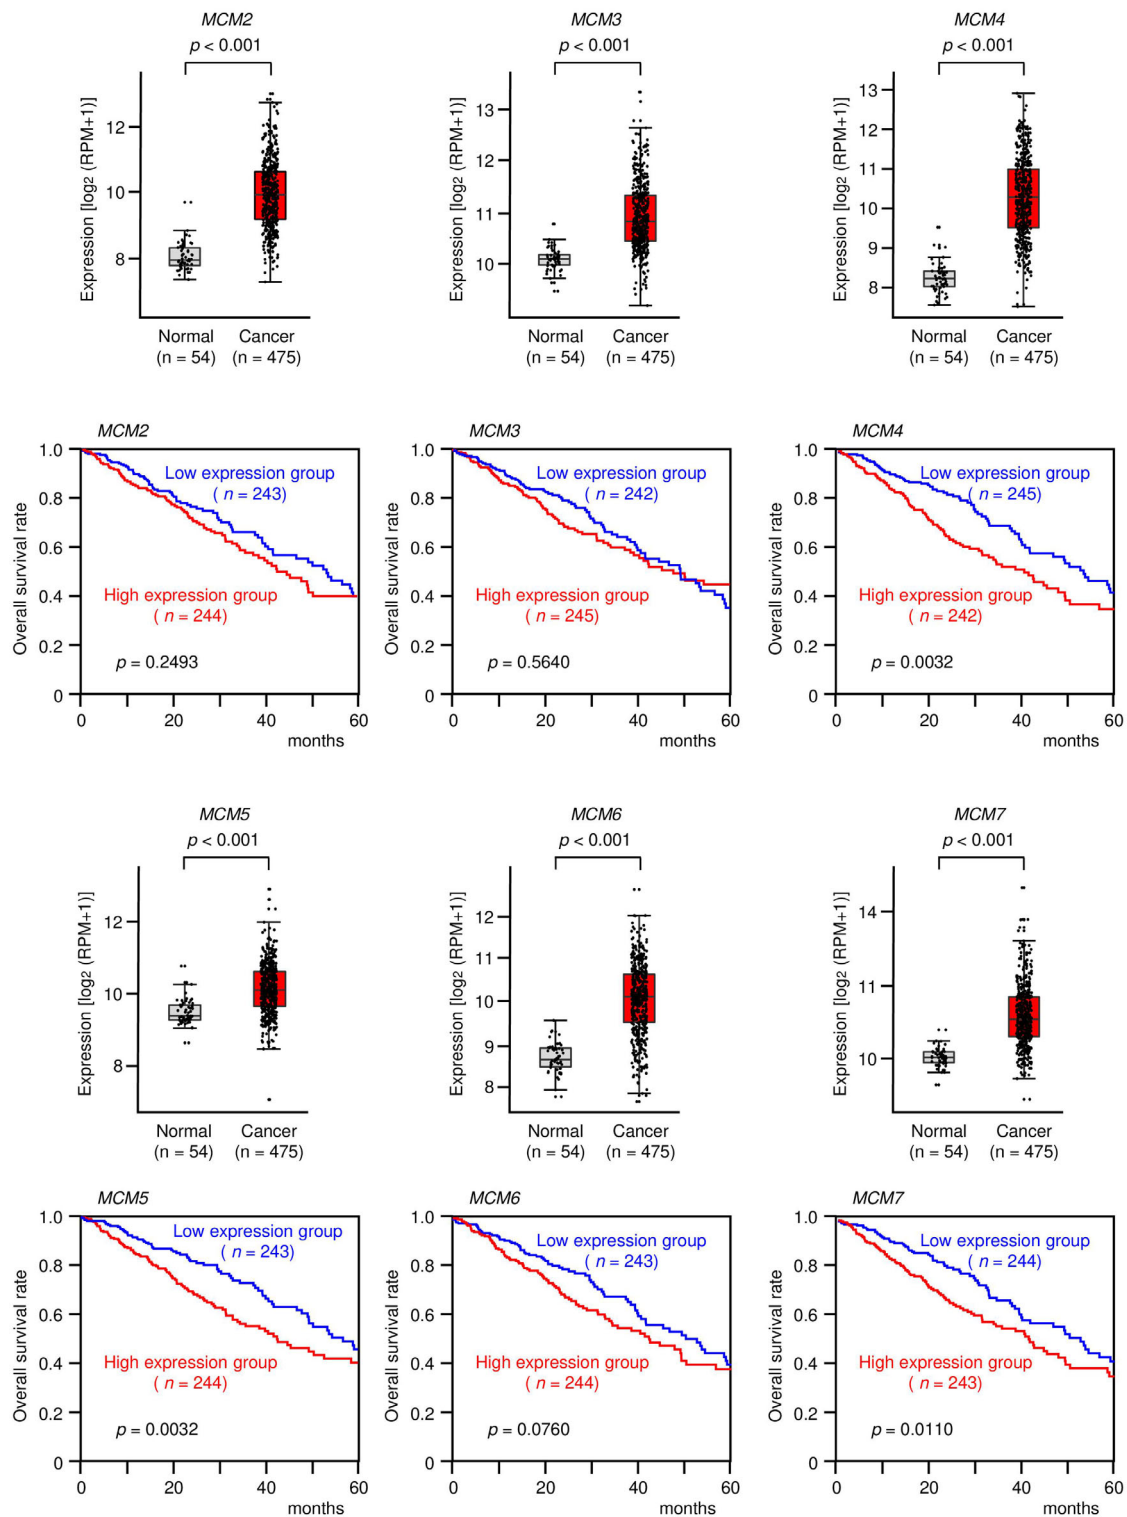 MCM2
p < 0.001
Expression [log2 (RPM+1)]
12
10
8
Normal
(n = 54)
Cancer
(n = 475)
MCM3
p < 0.001
Expression [log2 (RPM+1)]
13
12
11
10
Normal
(n = 54)
Cancer
(n = 475)
MCM4
p < 0.001
Expression [log2 (RPM+1)]
13
12
11
10
9
8
Normal
(n = 54)
Cancer
(n = 475)
MCM2
Overall survival rate
1.0
0.8
0.6
0.4
0.2
0
Low expression group
( n = 243)
High expression group
( n = 244)
p = 0.2493
0 20 40 60
months
MCM3
Overall survival rate
1.0
0.8
0.6
0.4
0.2
0
Low expression group
( n = 242)
High expression group
( n = 245)
p = 0.5640
0 20 40 60
months
MCM4
Overall survival rate
1.0
0.8
0.6
0.4
0.2
0
Low expression group
( n = 245)
High expression group
( n = 242)
p = 0.0032
0 20 40 60
months
MCM5
p < 0.001
Expression [log2 (RPM+1)]
12
10
8
Normal
(n = 54)
Cancer
(n = 475)
MCM6
p < 0.001
Expression [log2 (RPM+1)]
12
11
10
9
8
Normal
(n = 54)
Cancer
(n = 475)
MCM7
p < 0.001
Expression [log2 (RPM+1)]
14
11
10
Normal
(n = 54)
Cancer
(n = 475)
MCM5
Overall survival rate
1.0
0.8
0.6
0.4
0.2
0
Low expression group
( n = 243)
High expression group
( n = 244)
p = 0.0032
0 20 40 60
months
MCM6
Overall survival rate
1.0
0.8
0.6
0.4
0.2
0
Low expression group
( n = 243)
High expression group
( n = 244)
p = 0.0760
0 20 40 60
months
MCM7
Overall survival rate
1.0
0.8
0.6
0.4
0.2
0
Low expression group
( n = 244)
High expression group
( n = 243)
p = 0.0110
0 20 40 60
months